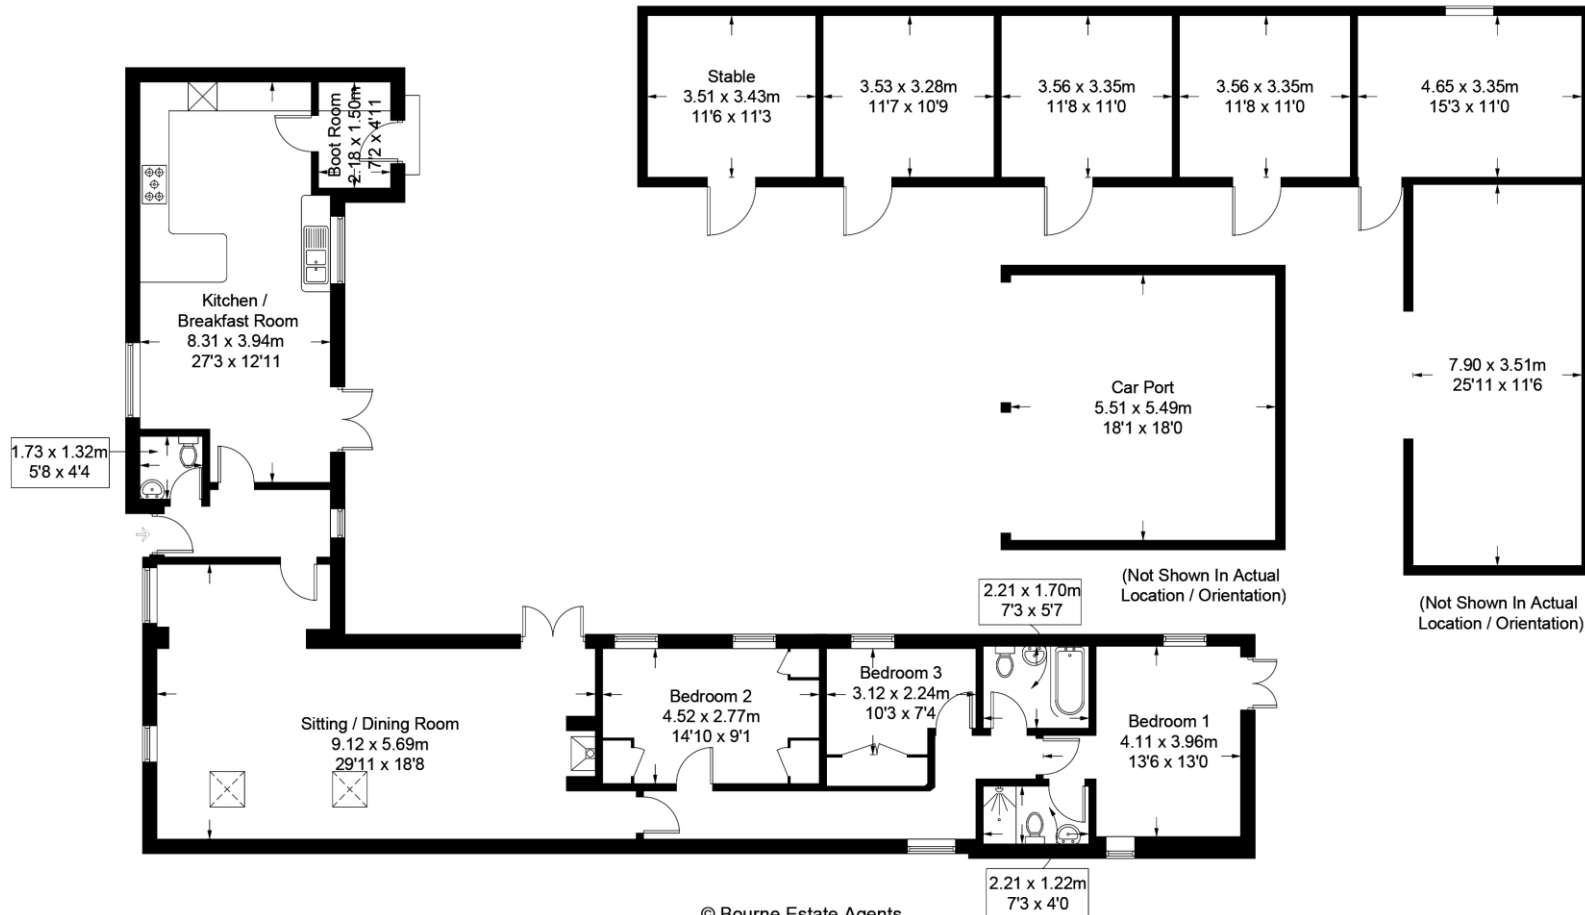 Stable
3.51 x 3.43m
11'6 x 11'3
3.53 x 3.28m
11'7 x 10'9
3.56 x 3.35m
11'8 x 11'0
3.56 x 3.35m
11'8 x 11'0
4.65 x 3.35m
15'3 x 11'0
Boot Room
2.18 x 1.50m
7'2 x 4'11
Kitchen /
Breakfast Room
8.31 x 3.94m
27'3 x 12'11
Car Port
5.51 x 5.49m
18'1 x 18'0
7.90 x 3.51m
25'11 x 11'6
1.73 x 1.32m
5'8 x 4'4
(Not Shown In Actual
Location / Orientation)
(Not Shown In Actual
Location / Orientation)
2.21 x 1.70m
7'3 x 5'7
Sitting / Dining Room
9.12 x 5.69m
29'11 x 18'8
Bedroom 2
4.52 x 2.77m
14'10 x 9'1
Bedroom 3
3.12 x 2.24m
10'3 x 7'4
Bedroom 1
4.11 x 3.96m
13'6 x 13'0
2.21 x 1.22m
7'3 x 4'0
© Bourne Estate Agents